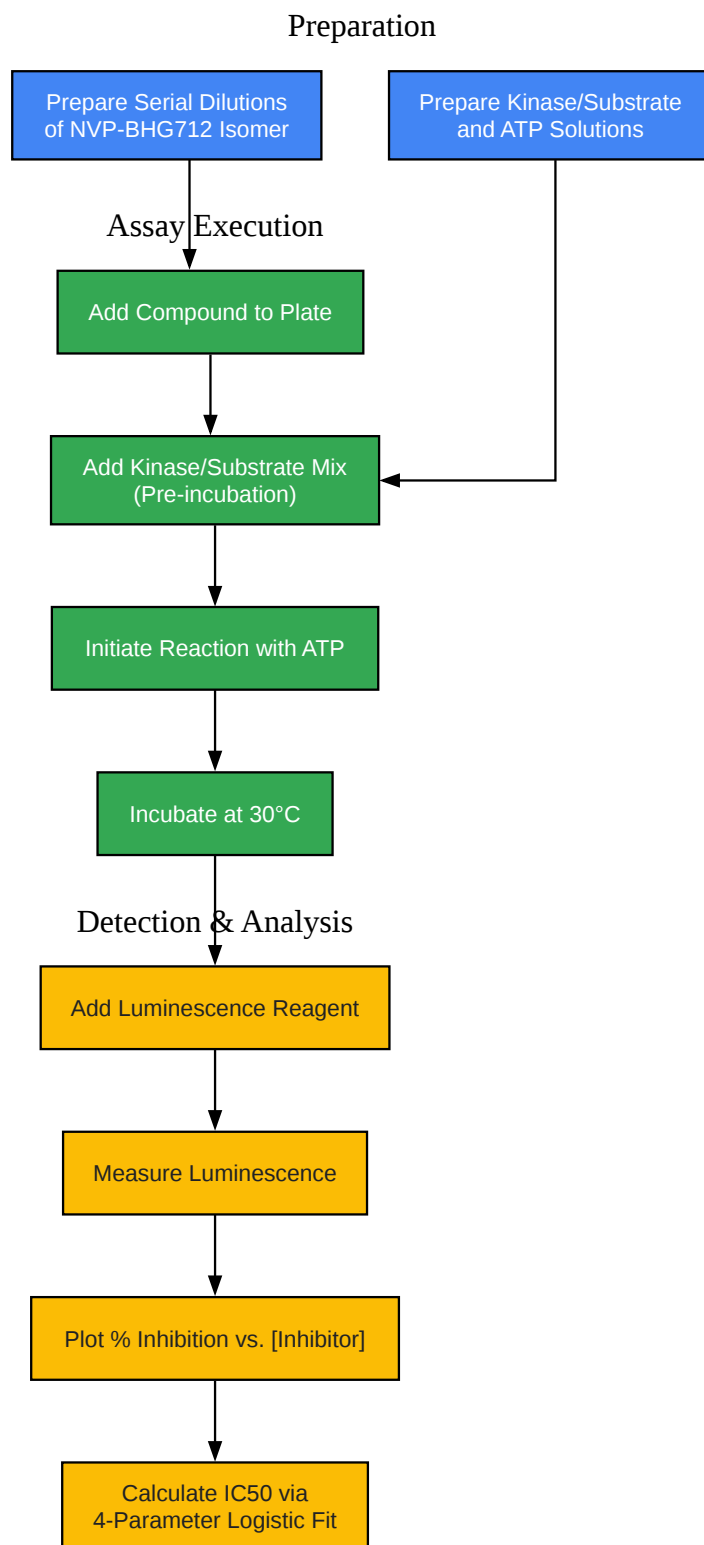 Preparation
Prepare Serial Dilutions
of NVP-BHG712 Isomer
Prepare Kinase/Substrate
and ATP Solutions
Assay Execution
Add Compound to Plate
Add Kinase/Substrate Mix
(Pre-incubation)
Initiate Reaction with ATP
Incubate at 30°C
Detection & Analysis
Add Luminescence Reagent
Measure Luminescence
Plot % Inhibition vs. [Inhibitor]
Calculate IC50 via
4-Parameter Logistic Fit